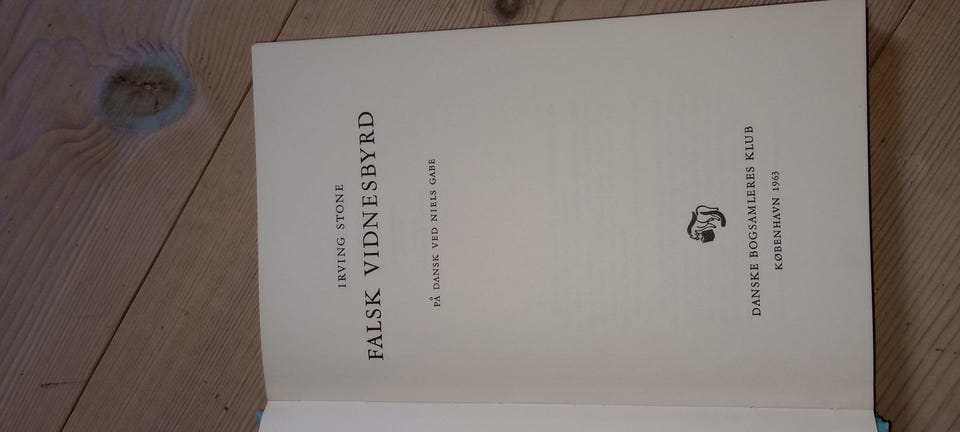 IRVING STONE
FALSK VIDNESBYRD
PÅ DANSK VED NIELS GABE
DANSKE BOGSAMLERES KLUB
KØBENHAVN 1963